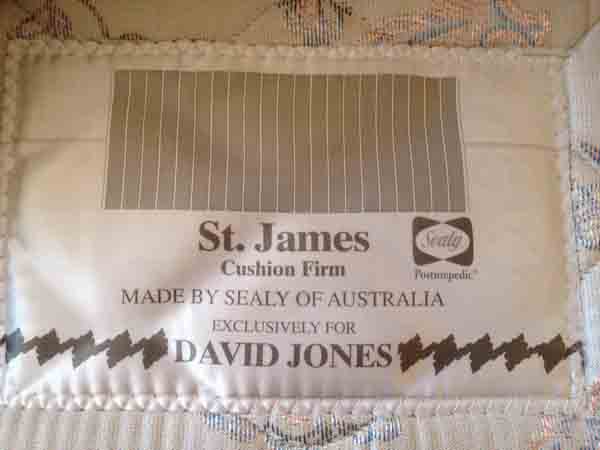 St. James
Cushion Firm
Sealy
Posturepedic
MADE BY SEALY OF AUSTRALIA
EXCLUSIVELY FOR
DAVID JONES